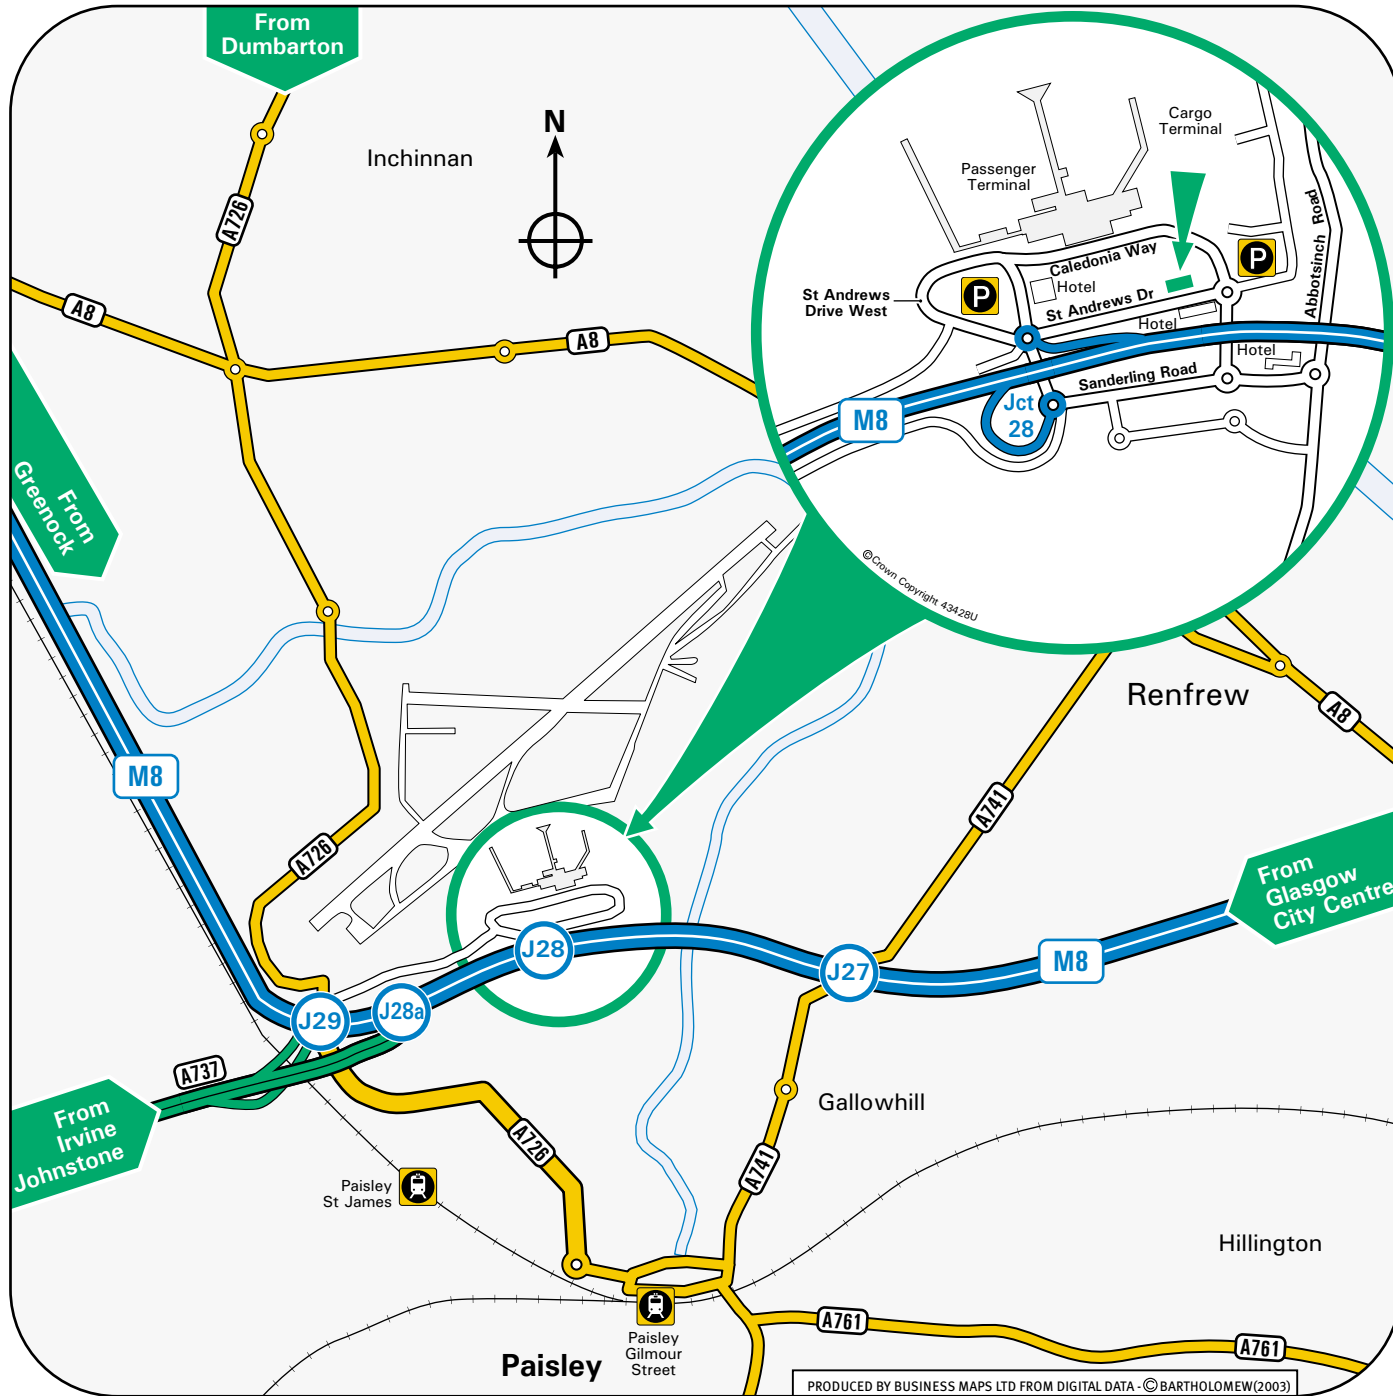 From
Dumbarton
Inchinnan
N
A726
A8
A8
From
Greenock
Cargo
Terminal
Passenger
Terminal
Abbotsinch Road
Caledonia Way
P
P
Hotel
St Andrews
Drive West
St Andrews Dr
Hotel
Hotel
Sanderling Road
M8
Jct
28
©Crown Copyright 43428U
Renfrew
A8
M8
A741
A726
From
Glasgow
City Centre
J28
J27
M8
J29
J28a
A737
From
Irvine
Johnstone
Gallowhill
A726
A741
Paisley
St James
Hillington
A761
A761
Paisley
Gilmour
Street
Paisley
PRODUCED BY BUSINESS MAPS LTD FROM DIGITAL DATA - © BARTHOLOMEW(2003)